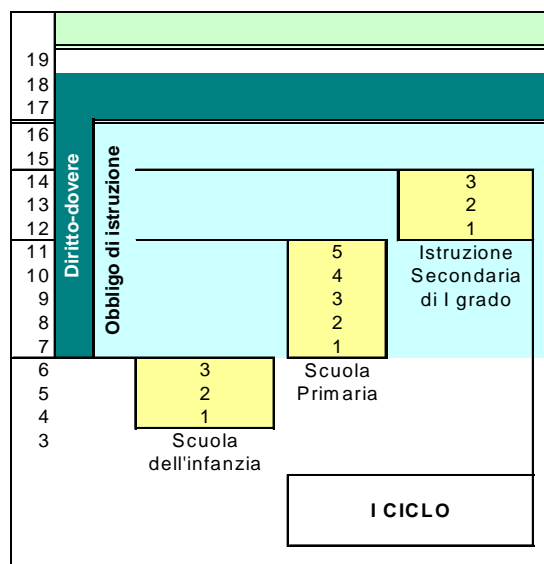 19
18
17
16
15
14
13
12
11
10
9
8
7
6
5
4
3
Diritto-dovere
Obbligo di istruzione
3
2
1
Istruzione
Secondaria
di I grado
5
4
3
2
1
Scuola
Primaria
3
2
1
Scuola
dell'infanzia
I CICLO